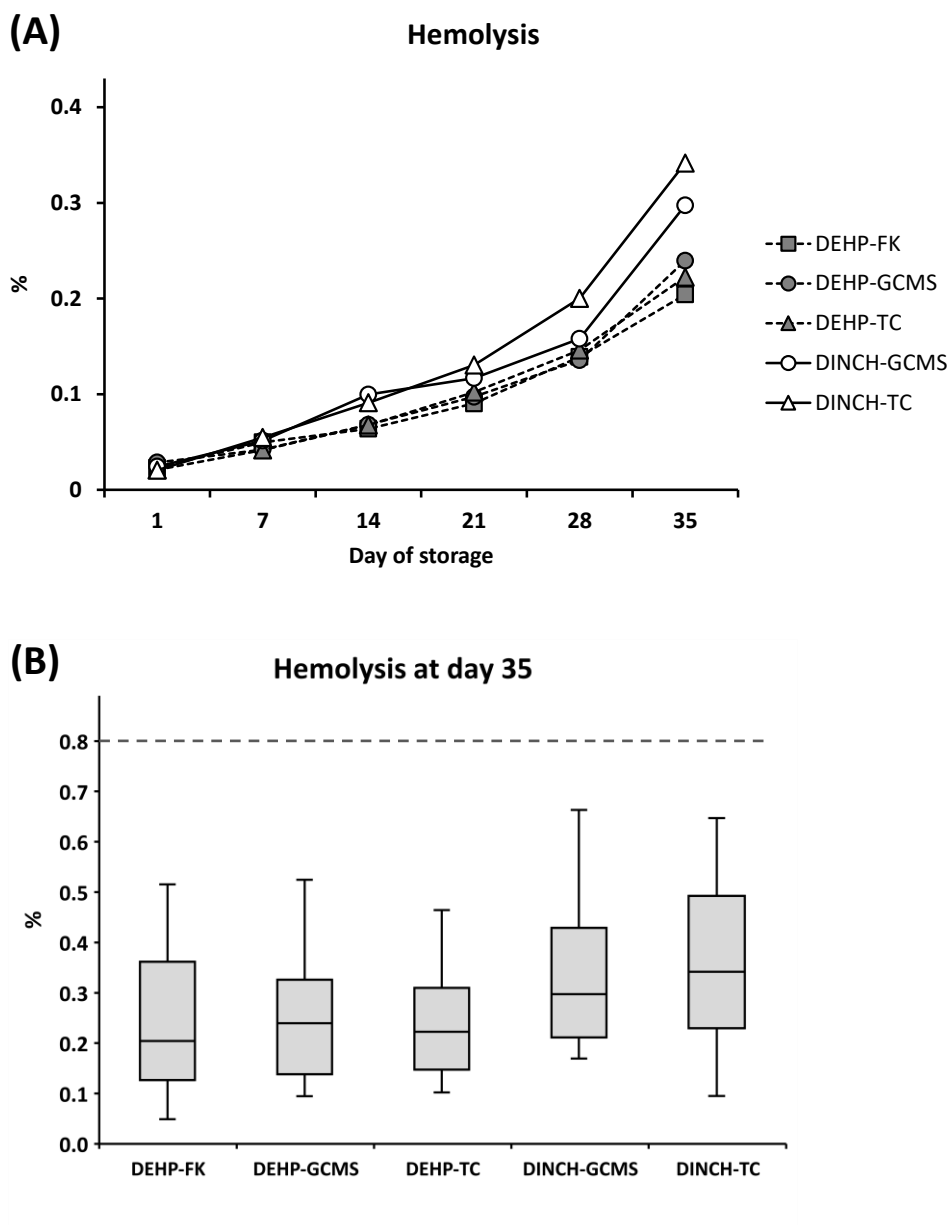 (A)
Hemolysis
0.4
0.3
0.2
0.1
0
%
1 7 14 21 28 35
Day of storage
DEHP-FK
DEHP-GCMS
DEHP-TC
DINCH-GCMS
DINCH-TC
(B)
Hemolysis at day 35
0.8
0.7
0.6
0.5
0.4
0.3
0.2
0.1
0.0
%
DEHP-FK DEHP-GCMS DEHP-TC DINCH-GCMS DINCH-TC